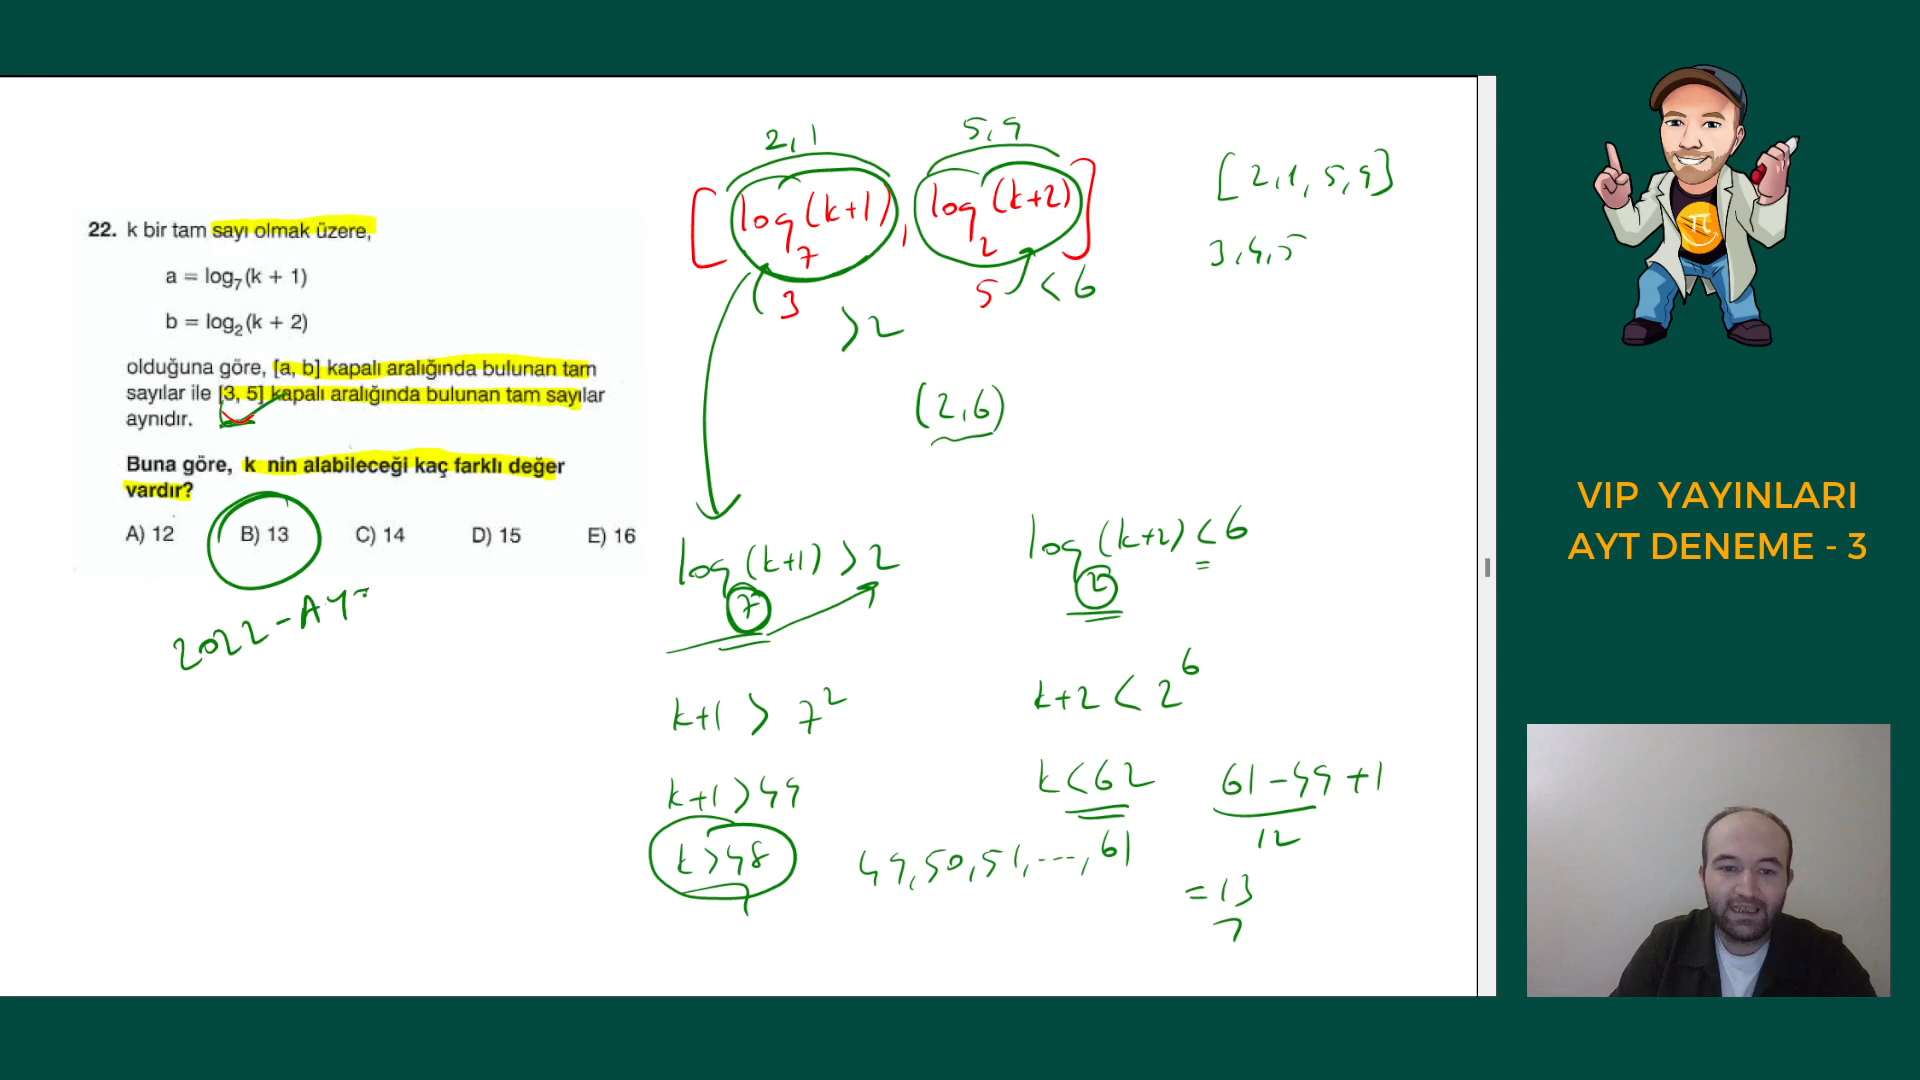 22. k bir tam sayı olmak üzere,
a = log₇(k + 1)
b = log₂(k + 2)
olduğuna göre, [a, b] kapalı aralığında bulunan tam
sayılar ile [3, 5] kapalı aralığında bulunan tam sayılar
aynıdır.
Buna göre, k nin alabileceği kaç farklı değer
vardır?
A) 12 B) 13 C) 14 D) 15 E) 16
2022-AYT
2,1 5,9
[log₇(k+1), log₂(k+2)]
3 5 <6
>2
(2,6)
[2,1, 5,9]
3,4,5
log₇(k+1) >2
k+1 > 7²
k+1 >49
k >48
log₂(k+2) <6
k+2 < 2⁶
k<62
49,50,51,...,61
61-49+1
12
=13
VIP YAYINLARI
AYT DENEME - 3
π